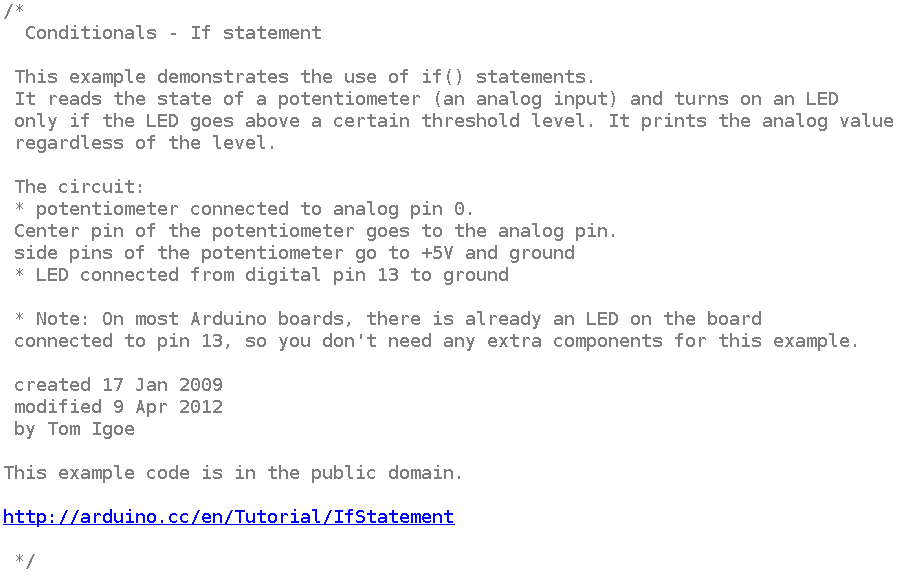 /*
Conditionals - If statement
This example demonstrates the use of if() statements.
It reads the state of a potentiometer (an analog input) and turns on an LED
only if the LED goes above a certain threshold level. It prints the analog value
regardless of the level.
The circuit:
* potentiometer connected to analog pin 0.
Center pin of the potentiometer goes to the analog pin.
side pins of the potentiometer go to +5V and ground
* LED connected from digital pin 13 to ground
* Note: On most Arduino boards, there is already an LED on the board
connected to pin 13, so you don't need any extra components for this example.
created 17 Jan 2009
modified 9 Apr 2012
by Tom Igoe
This example code is in the public domain.
http://arduino.cc/en/Tutorial/IfStatement
*/